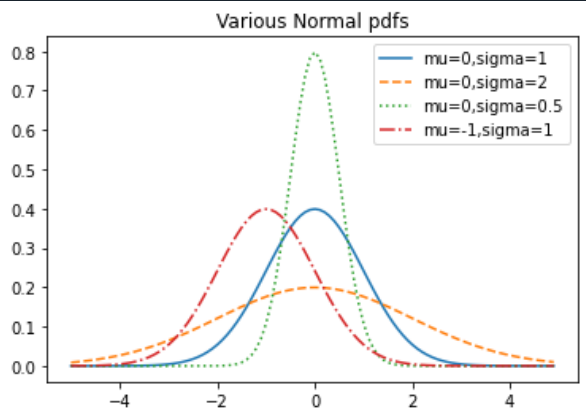 Various Normal pdfs
mu=0,sigma=1
mu=0,sigma=2
mu=0,sigma=0.5
mu=-1,sigma=1
0.8
0.7
0.6
0.5
0.4
0.3
0.2
0.1
0.0
−4 −2 0 2 4